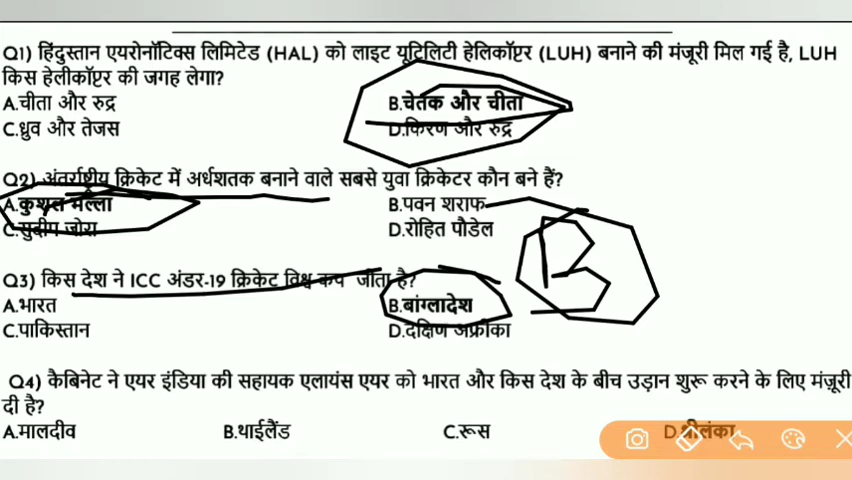 Q1) हिंदुस्तान एयरोनॉटिक्स लिमिटेड (HAL) को लाइट यूटिलिटी हेलिकॉप्टर (LUH) बनाने की मंजूरी मिल गई है, LUH
किस हेलीकॉप्टर की जगह लेगा?
A.चीता और रुद्र B.चेतक और चीता
C.ध्रुव और तेजस D.किरण और रुद्र
Q2) अंतर्राष्ट्रीय क्रिकेट में अर्धशतक बनाने वाले सबसे युवा क्रिकेटर कौन बने हैं?
A.कुशल मल्ला B.पवन शराफ
C.सुदीप जोरा D.रोहित पौडेल
Q3) किस देश ने ICC अंडर-19 क्रिकेट विश्व कप जीता है?
A.भारत B.बांग्लादेश
C.पाकिस्तान D.दक्षिण अफ्रीका
B
Q4) कैबिनेट ने एयर इंडिया की सहायक एलायंस एयर को भारत और किस देश के बीच उड़ान शुरू करने के लिए मंज़ूरी
दी है?
A.मालदीव B.थाईलैंड C.रूस D.श्रीलंका